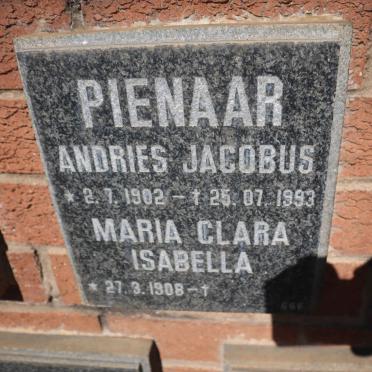 PIENAAR
ANDRIES JACOBUS
* 2.7.1902 – † 25.07.1993
MARIA CLARA
ISABELLA
* 27.3.1908 – †